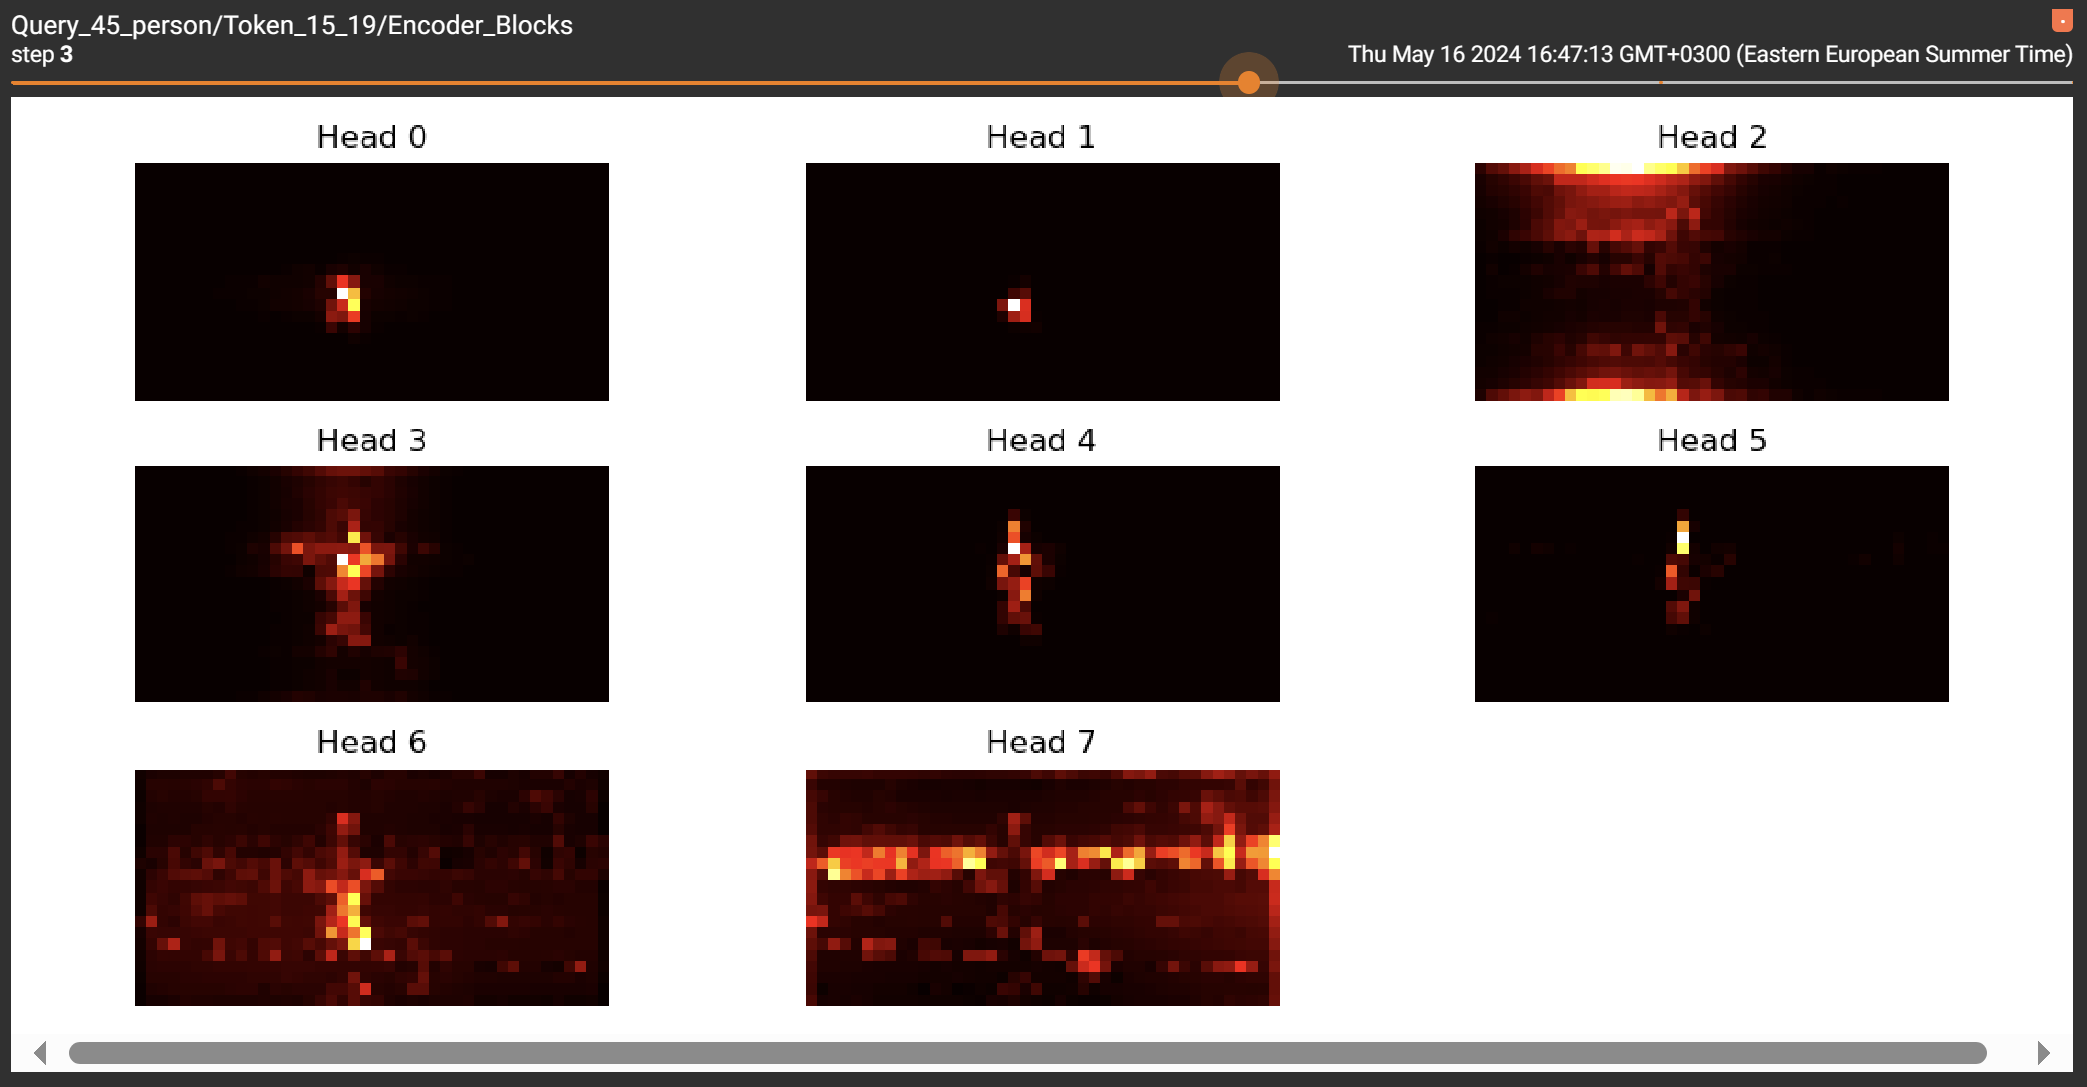 Query_45_person/Token_15_19/Encoder_Blocks
step 3
Thu May 16 2024 16:47:13 GMT+0300 (Eastern European Summer Time)
Head 0
Head 1
Head 2
Head 3
Head 4
Head 5
Head 6
Head 7